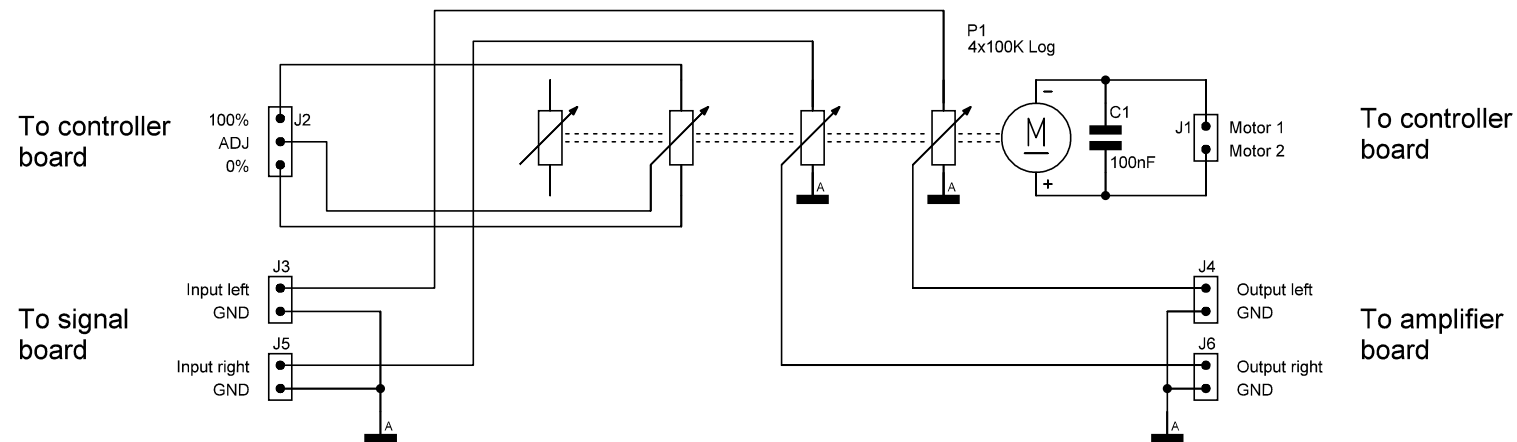 P1
4x100K Log
To controller
board
100%
J2
ADJ
0%
A
A
M
–
+
C1
100nF
J1
Motor 1
Motor 2
To controller
board
To signal
board
J3
Input left
GND
J5
Input right
GND
A
J4
Output left
GND
J6
Output right
GND
A
To amplifier
board